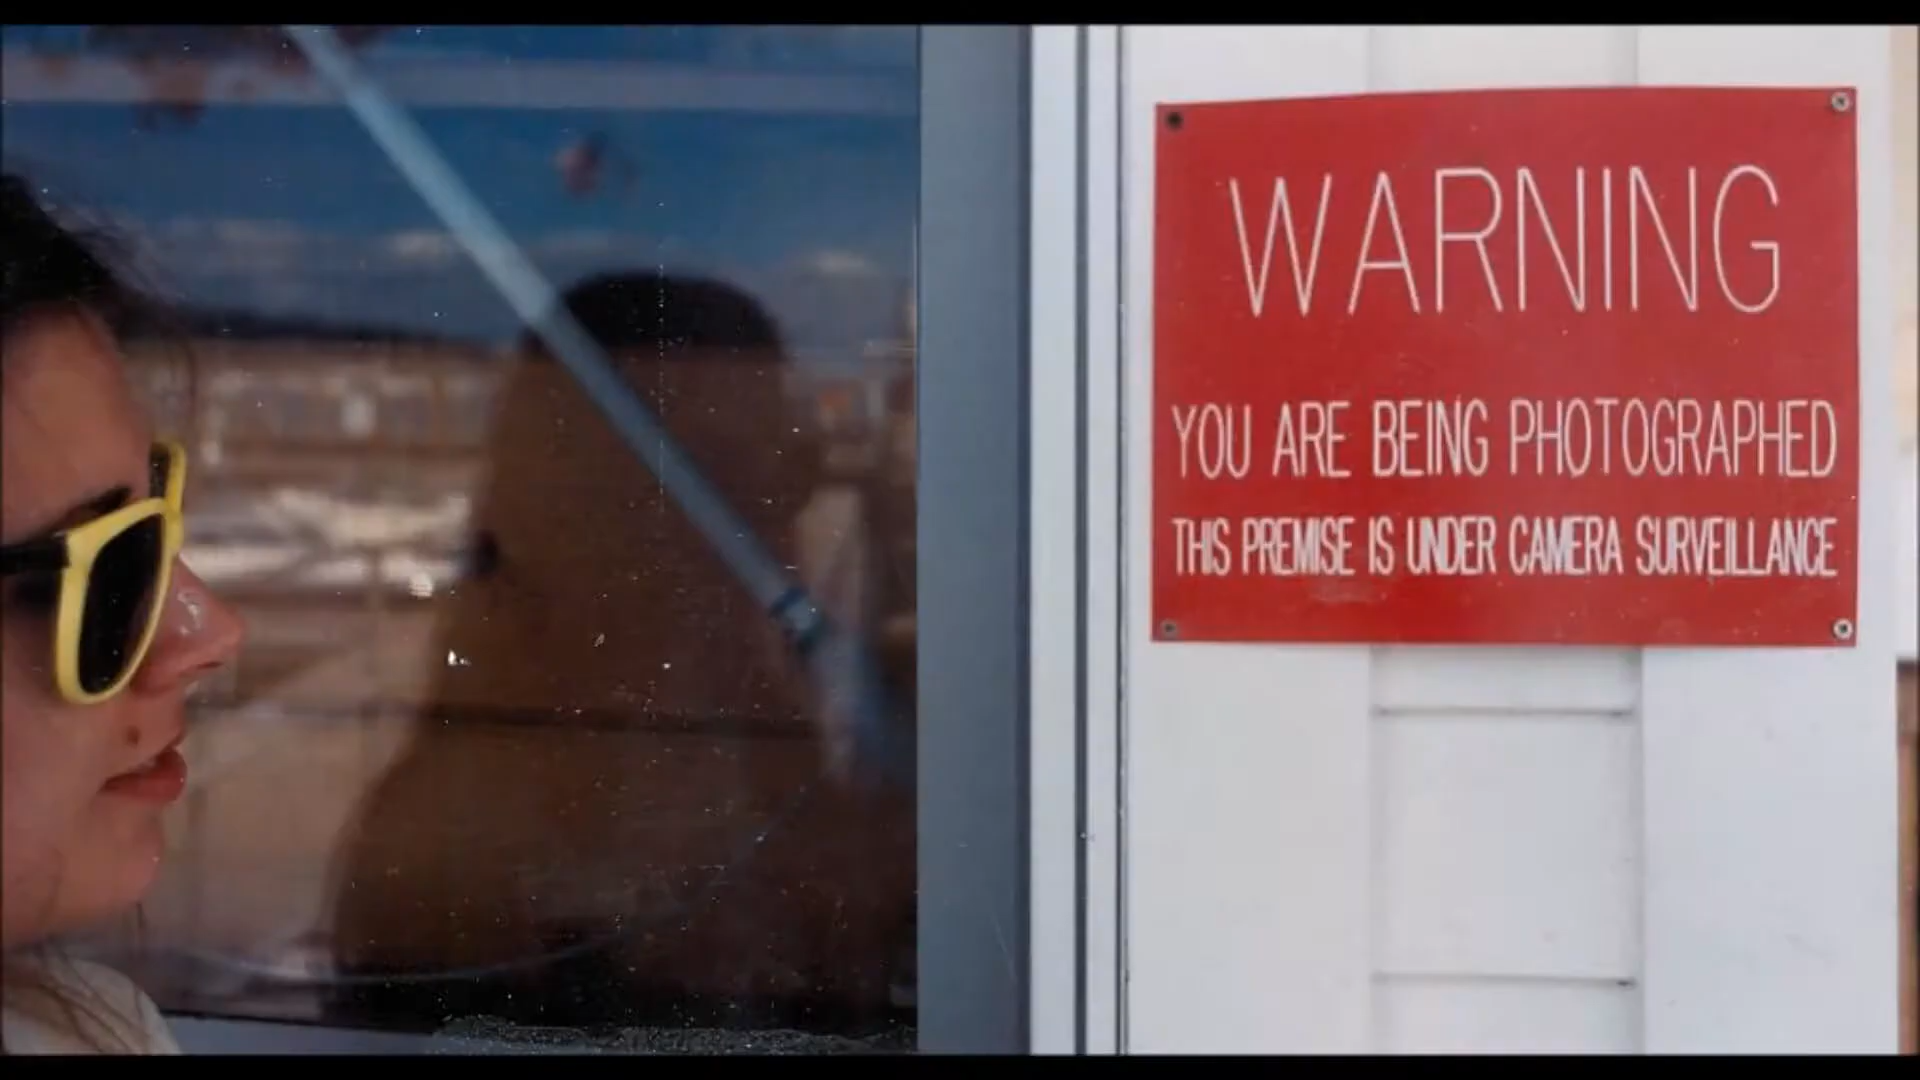 WARNING
YOU ARE BEING PHOTOGRAPHED
THIS PREMISE IS UNDER CAMERA SURVEILLANCE